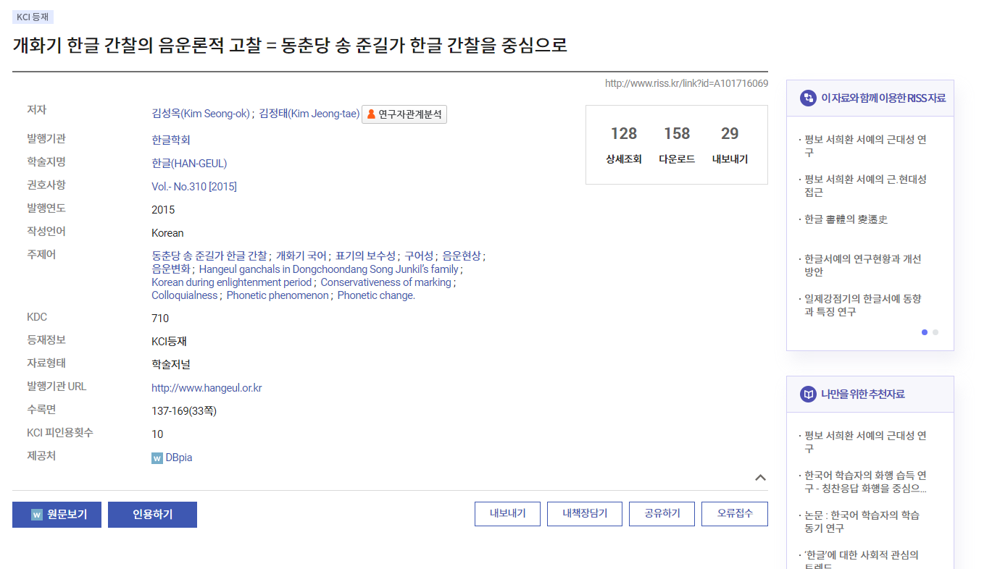 KCI 등재
개화기 한글 간찰의 음운론적 고찰 = 동춘당 송 준길가 한글 간찰을 중심으로
http://www.riss.kr/link?id=A101716069
저자
김성옥(Kim Seong-ok) ; 김정태(Kim Jeong-tae) 연구자관계분석
발행기관
한글학회
학술지명
한글(HAN-GEUL)
권호사항
Vol.- No.310 [2015]
발행연도
2015
작성언어
Korean
주제어
동춘당 송 준길가 한글 간찰 ; 개화기 국어 ; 표기의 보수성 ; 구어성 ; 음운현상 ;
음운변화 ; Hangeul ganchals in Dongchoondang Song Junkil’s family ;
Korean during enlightenment period ; Conservativeness of marking ;
Colloquialness ; Phonetic phenomenon ; Phonetic change.
KDC
710
등재정보
KCI등재
자료형태
학술저널
발행기관 URL
http://www.hangeul.or.kr
수록면
137-169(33쪽)
KCI 피인용횟수
10
제공처
w DBpia
128 158 29
상세조회 다운로드 내보내기
w 원문보기
인용하기
내보내기
내책장담기
공유하기
오류접수
이 자료와 함께 이용한 RISS 자료
· 평보 서희환 서예의 근대성 연
구
· 평보 서희환 서예의 근.현대성
접근
· 한글 書體의 變遷史
· 한글서예의 연구현황과 개선
방안
· 일제강점기의 한글서예 동향
과 특징 연구
나만을 위한 추천자료
· 평보 서희환 서예의 근대성 연
구
· 한국어 학습자의 화행 습득 연
구 - 칭찬응답 화행을 중심으...
· 논문 : 한국어 학습자의 학습
동기 연구
· ‘한글’에 대한 사회적 관심의
트렌드